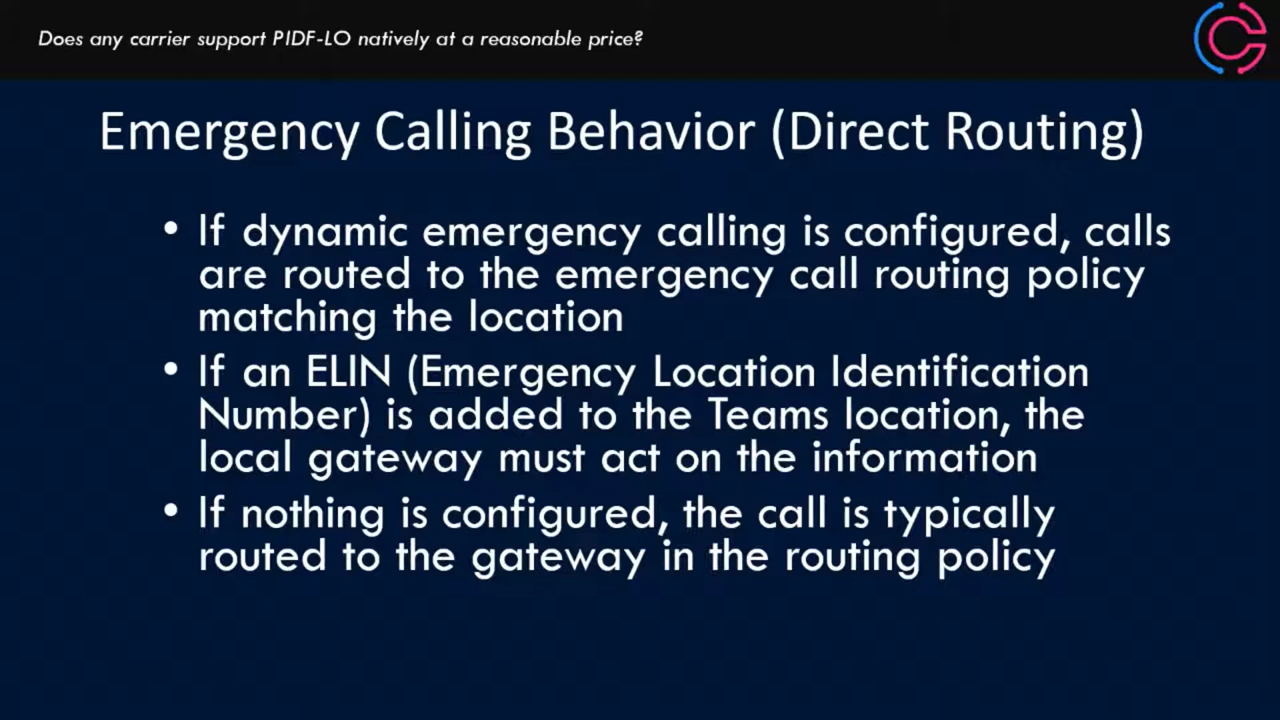 Does any carrier support PIDF-LO natively at a reasonable price?
Emergency Calling Behavior (Direct Routing)
• If dynamic emergency calling is configured, calls
are routed to the emergency call routing policy
matching the location
• If an ELIN (Emergency Location Identification
Number) is added to the Teams location, the
local gateway must act on the information
• If nothing is configured, the call is typically
routed to the gateway in the routing policy